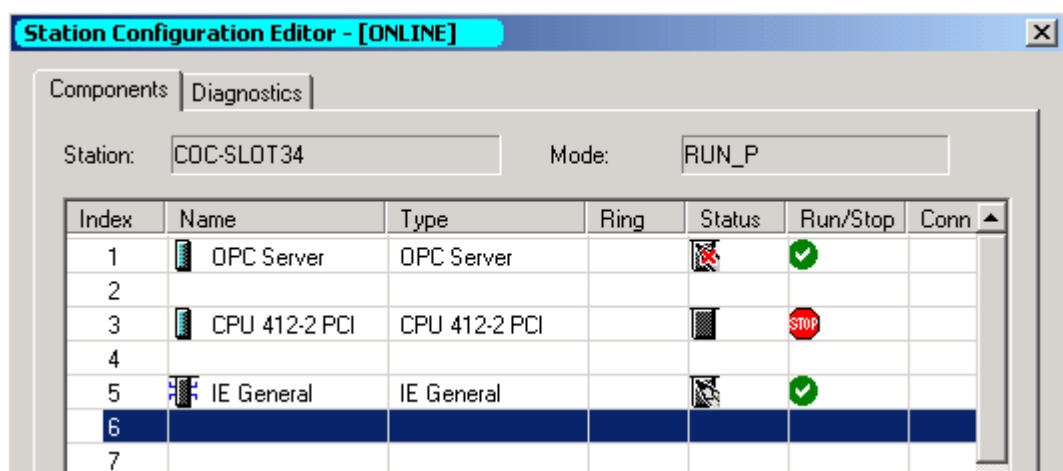 Station Configuration Editor - [ONLINE]
Components Diagnostics
Station: COC-SLOT34 Mode: RUN_P
Index Name Type Ring Status Run/Stop Conn
1 OPC Server OPC Server
2
3 CPU 412-2 PCI CPU 412-2 PCI STOP
4
5 IE General IE General
6
7